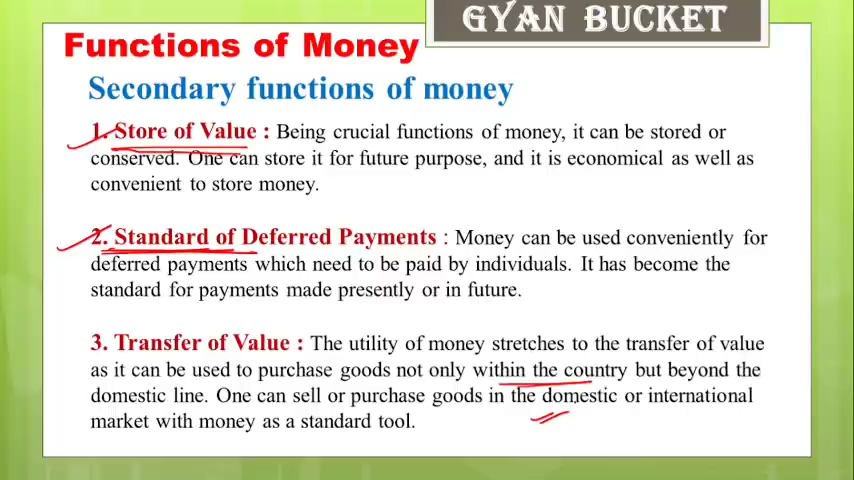 GYAN BUCKET
Functions of Money
Secondary functions of money
1. Store of Value : Being crucial functions of money, it can be stored or
conserved. One can store it for future purpose, and it is economical as well as
convenient to store money.
2. Standard of Deferred Payments : Money can be used conveniently for
deferred payments which need to be paid by individuals. It has become the
standard for payments made presently or in future.
3. Transfer of Value : The utility of money stretches to the transfer of value
as it can be used to purchase goods not only within the country but beyond the
domestic line. One can sell or purchase goods in the domestic or international
market with money as a standard tool.